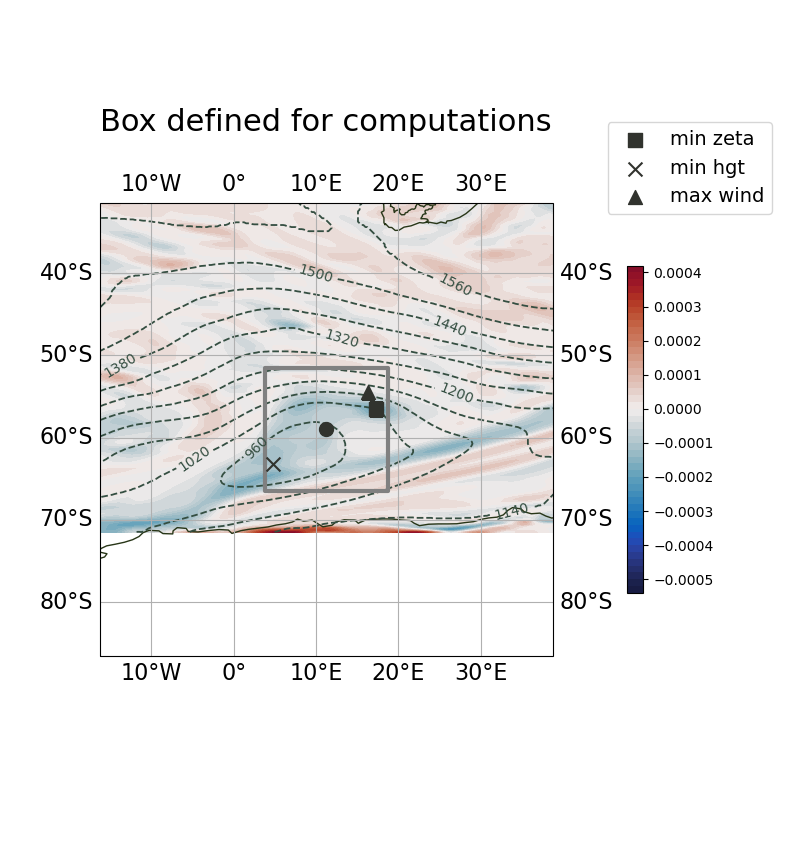 Box defined for computations
min zeta
min hgt
max wind
10°W 0° 10°E 20°E 30°E
40°S 40°S
50°S 50°S
60°S 60°S
70°S 70°S
80°S 80°S
10°W 0° 10°E 20°E 30°E
1500
1560
1440
1320
1380
1200
1020
960
1140
0.0004
0.0003
0.0002
0.0001
0.0000
−0.0001
−0.0002
−0.0003
−0.0004
−0.0005